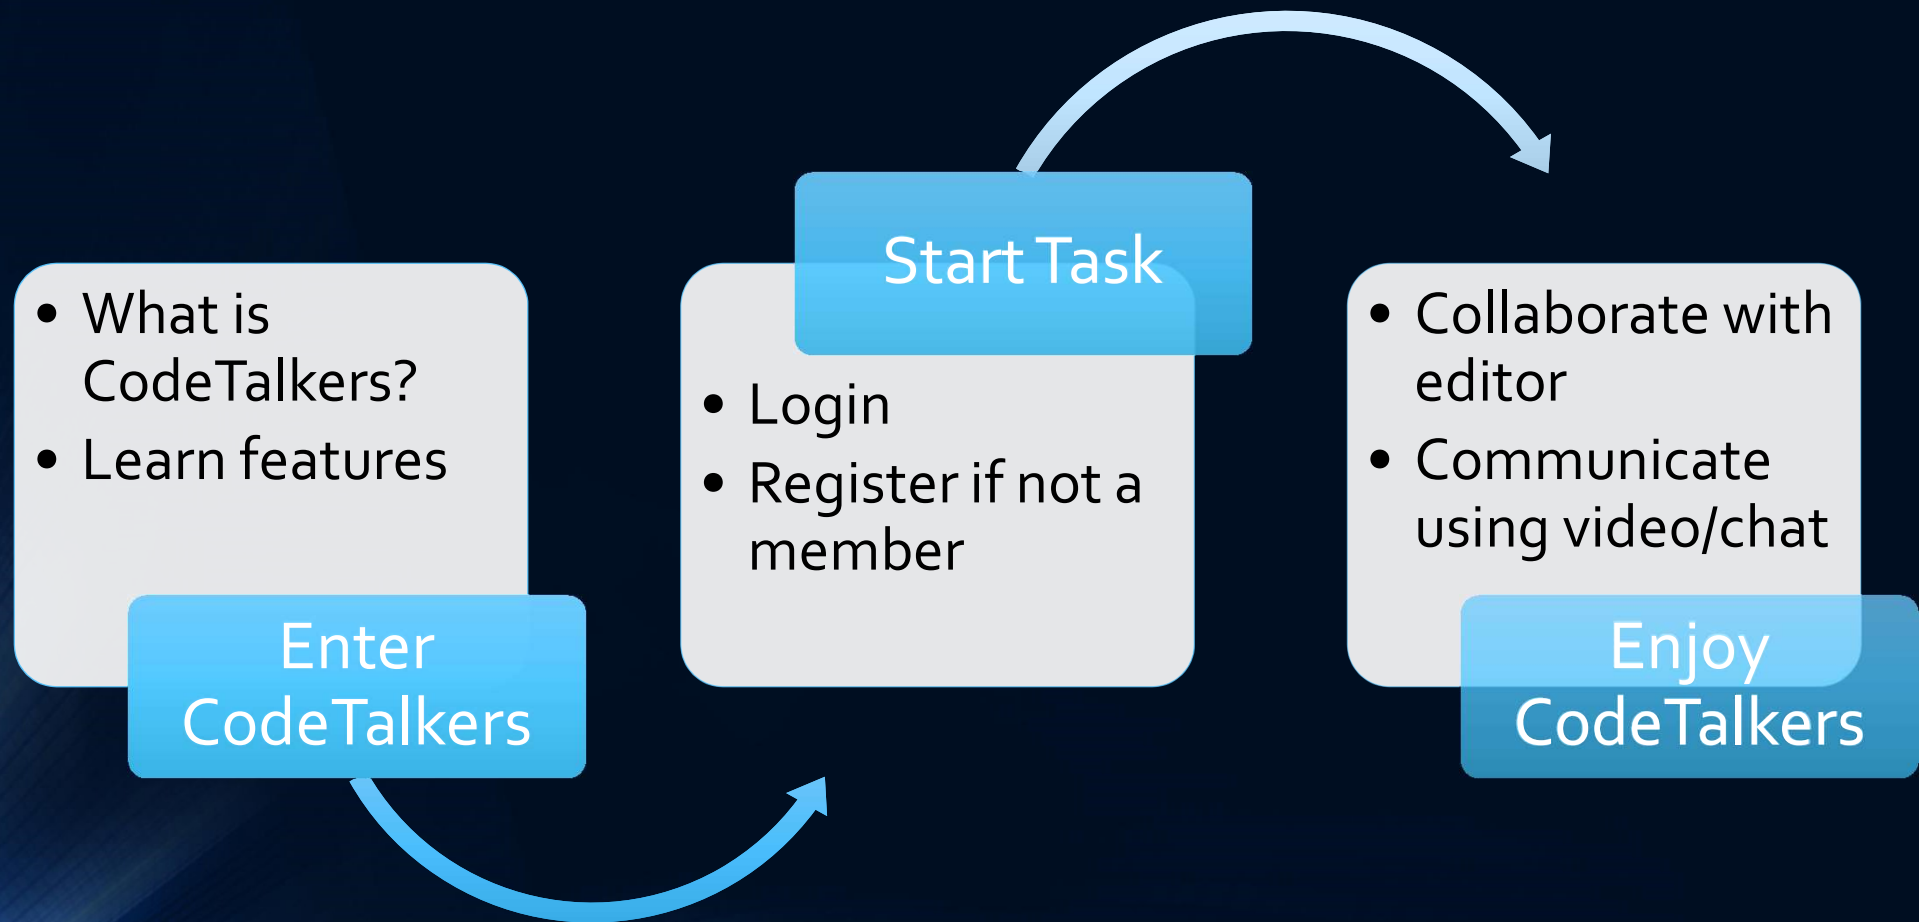 • What is
CodeTalkers?
• Learn features
Enter
CodeTalkers
Start Task
• Login
• Register if not a
member
• Collaborate with
editor
• Communicate
using video/chat
Enjoy
CodeTalkers